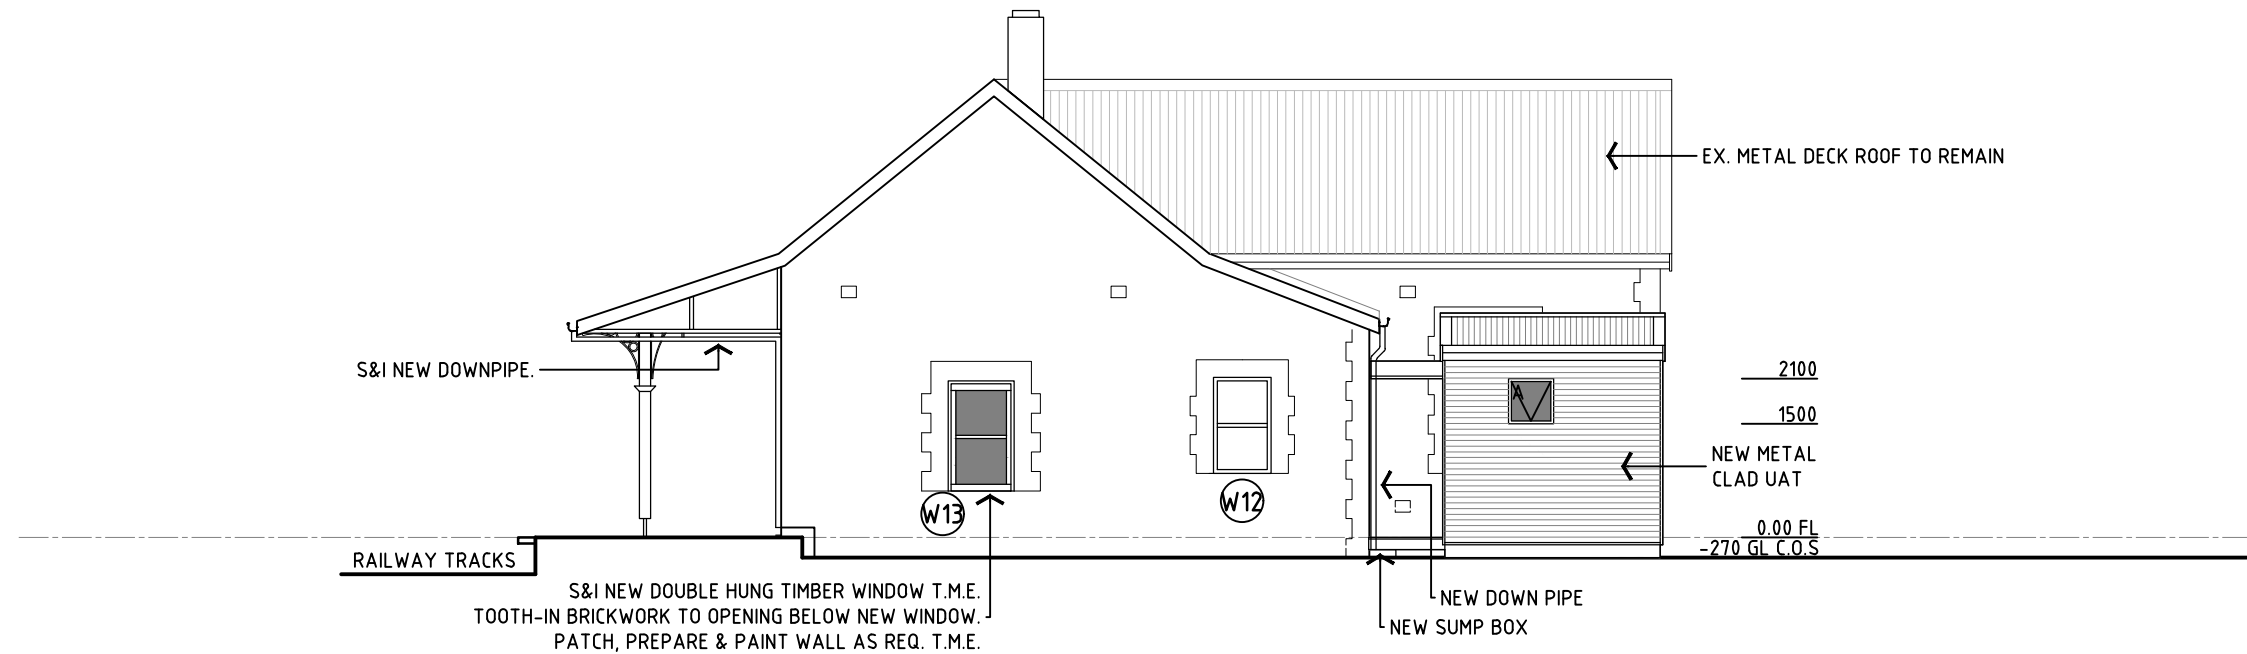 EX. METAL DECK ROOF TO REMAIN
S&I NEW DOWNPIPE.
2100
1500
A
NEW METAL
CLAD UAT
W13
W12
0.00 FL
-270 GL C.O.S
RAILWAY TRACKS
S&I NEW DOUBLE HUNG TIMBER WINDOW T.M.E.
TOOTH-IN BRICKWORK TO OPENING BELOW NEW WINDOW.
PATCH, PREPARE & PAINT WALL AS REQ. T.M.E.
NEW DOWN PIPE
NEW SUMP BOX